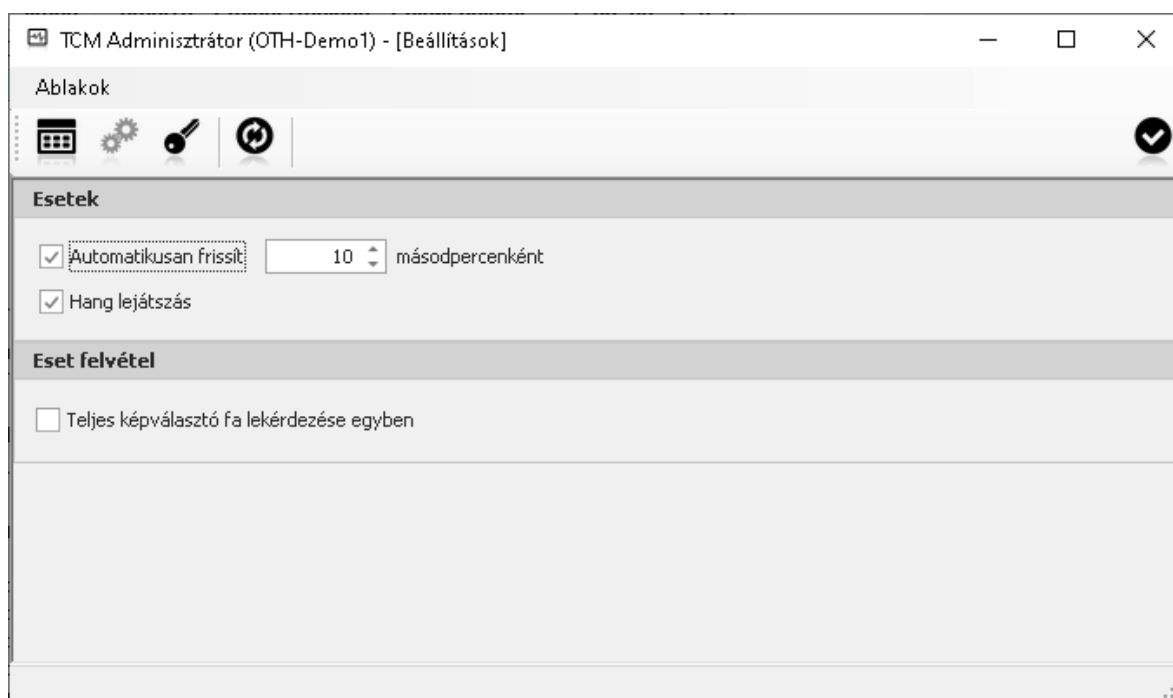 TCM Adminisztrátor (OTH-Demo1) - [Beállítások]
Ablakok
Esetek
Automatikusan frissít 10 másodpercenként
Hang lejátszás
Eset felvétel
Teljes képválasztó fa lekérdezése egyben